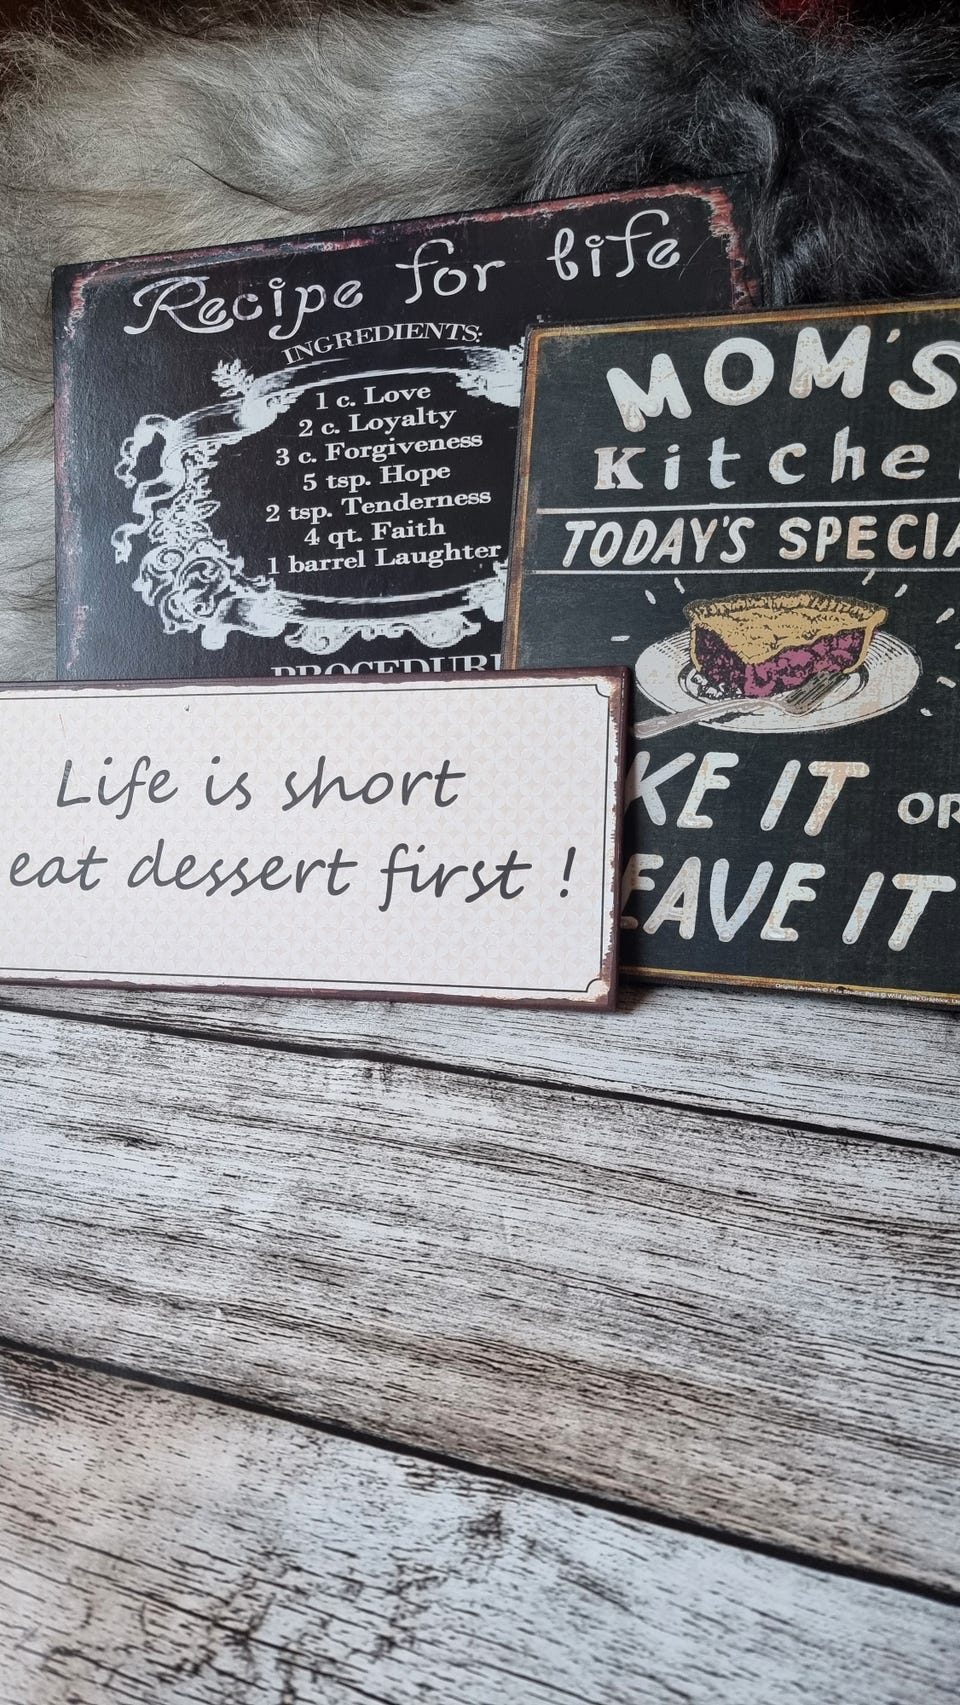 Recipe for life
INGREDIENTS:
1 c. Love
2 c. Loyalty
3 c. Forgiveness
5 tsp. Hope
2 tsp. Tenderness
4 qt. Faith
1 barrel Laughter
MOM'S
Kitche
TODAY'S SPECIA
KE IT OR
EAVE IT
Life is short
eat dessert first !